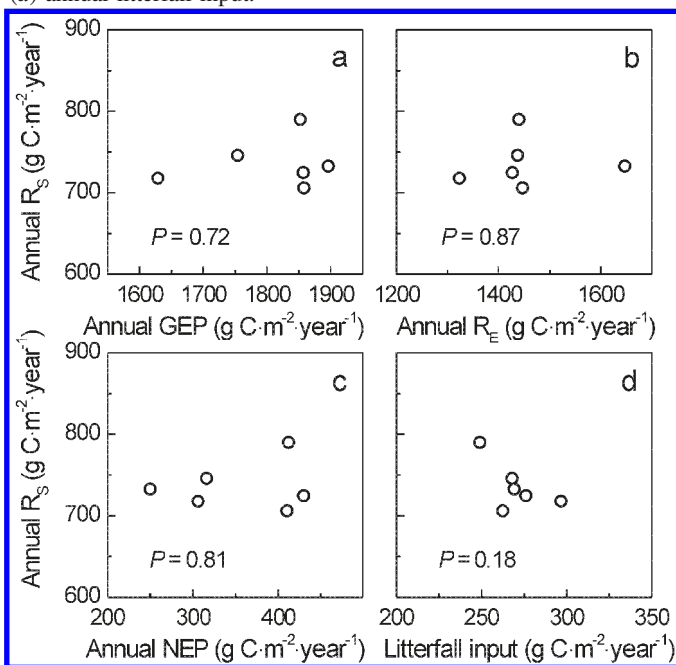 (a) annual litterfall input.
900
800
700
600
Annual R_S (g C·m⁻²·year⁻¹)
a
P = 0.72
1600 1700 1800 1900
Annual GEP (g C·m⁻²·year⁻¹)
b
P = 0.87
1200 1400 1600
Annual R_E (g C·m⁻²·year⁻¹)
900
800
700
600
Annual R_S (g C·m⁻²·year⁻¹)
c
P = 0.81
200 300 400
Annual NEP (g C·m⁻²·year⁻¹)
d
P = 0.18
200 250 300 350
Litterfall input (g C·m⁻²·year⁻¹)